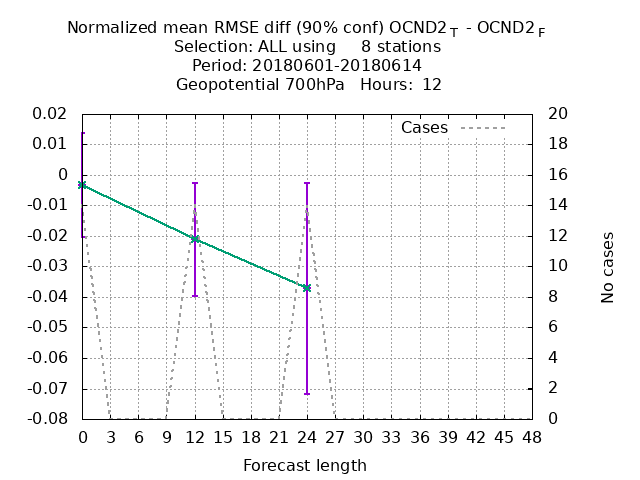 Normalized mean RMSE diff (90% conf) OCND2 T - OCND2 F
Selection: ALL using     8 stations
Period: 20180601-20180614
Geopotential 700hPa   Hours:  12
Cases
0.02
0.01
0
-0.01
-0.02
-0.03
-0.04
-0.05
-0.06
-0.07
-0.08
20
18
16
14
12
10
8
6
4
2
0
No cases
0 3 6 9 12 15 18 21 24 27 30 33 36 39 42 45 48
Forecast length